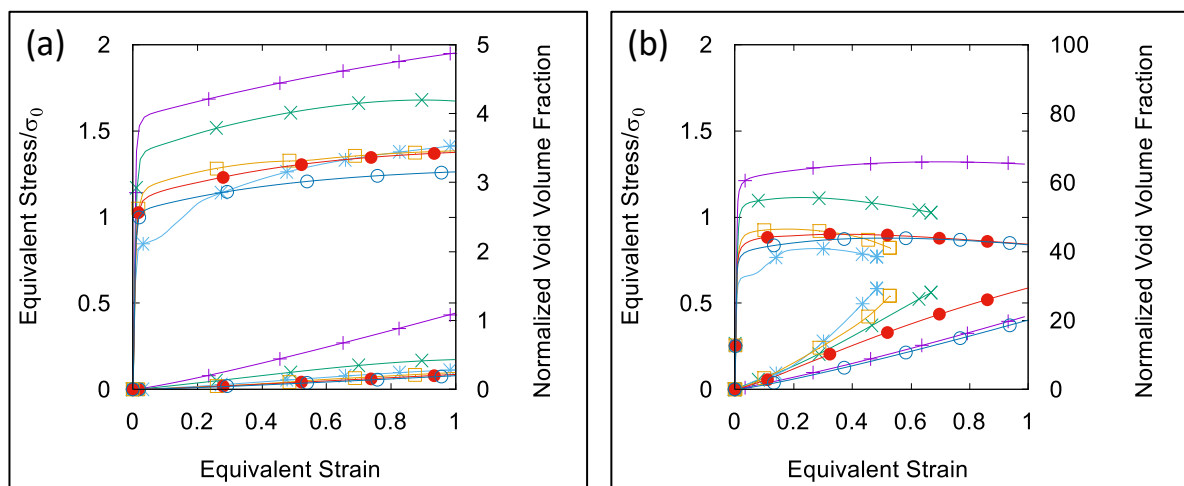 (a)
2
1.5
1
0.5
0
Equivalent Stress/σ0
5
4
3
2
1
0
Normalized Void Volume Fraction
0 0.2 0.4 0.6 0.8 1
Equivalent Strain
(b)
2
1.5
1
0.5
0
Equivalent Stress/σ0
100
80
60
40
20
0
Normalized Void Volume Fraction
0 0.2 0.4 0.6 0.8 1
Equivalent Strain